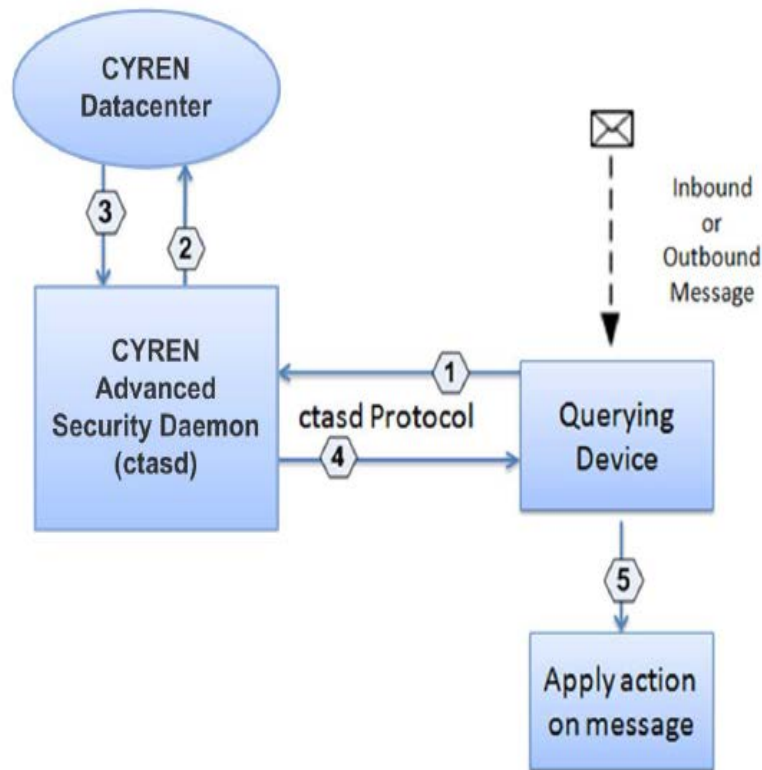 CYREN
Datacenter
Inbound
or
Outbound
Message
3
2
CYREN
Advanced
Security Daemon
(ctasd)
1
ctasd Protocol
4
Querying
Device
5
Apply action
on message